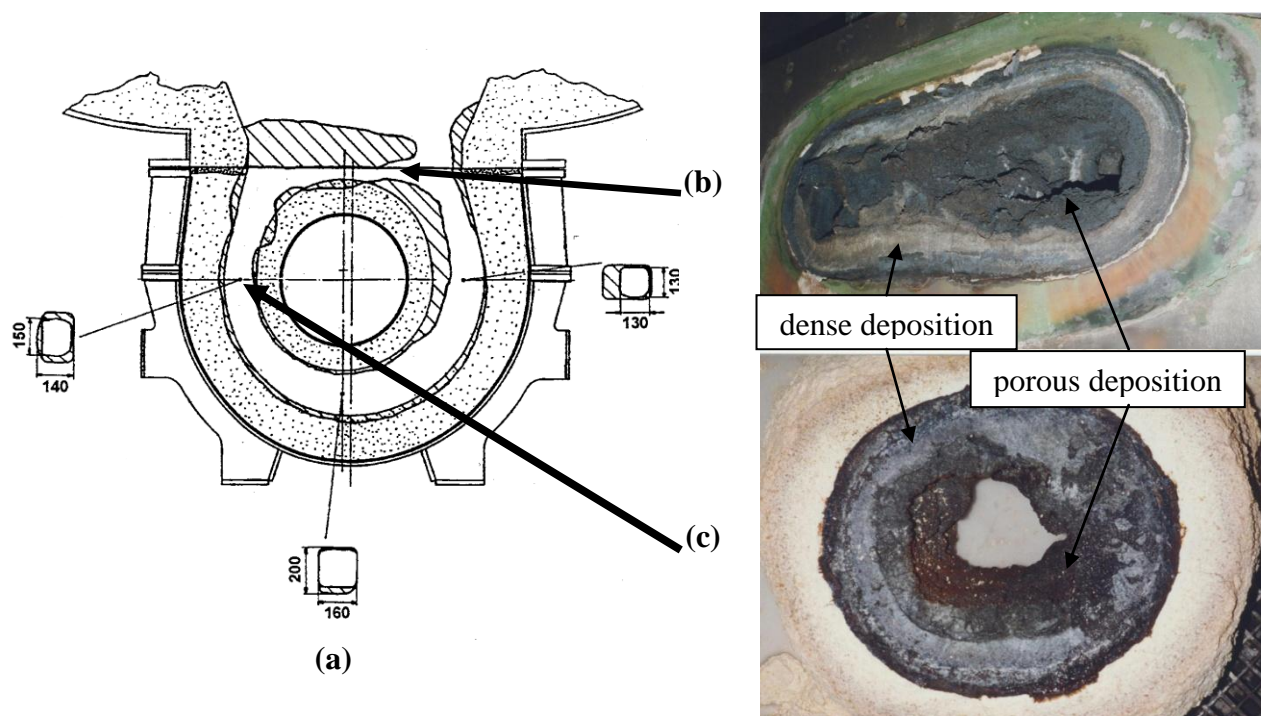 (b)
130
130
150
140
(c)
200
160
(a)
dense deposition
porous deposition